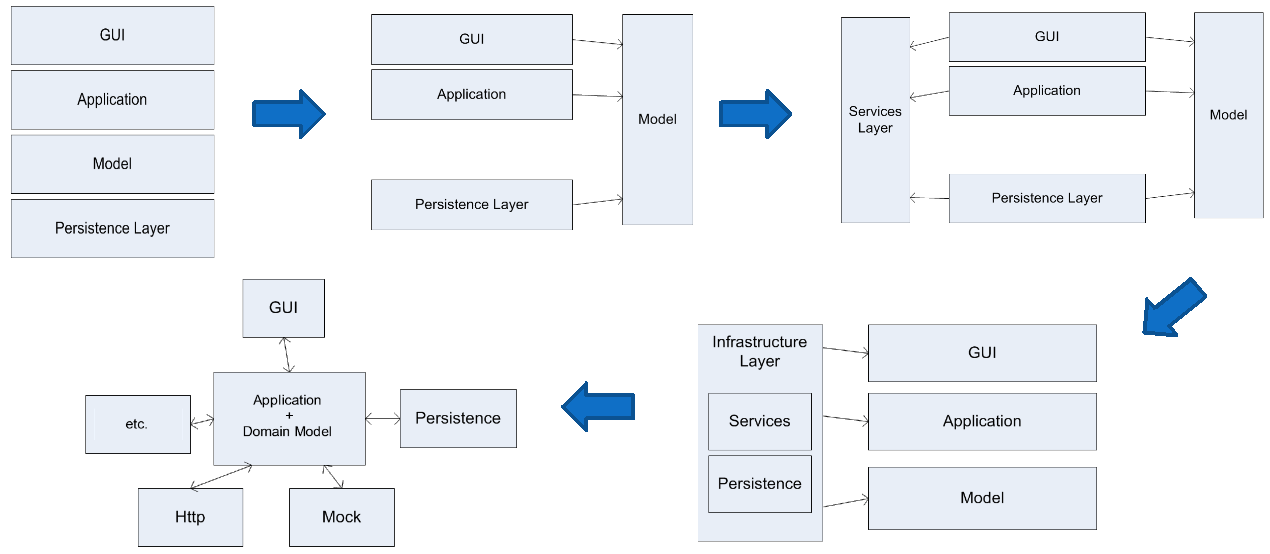 GUI
Application
Model
Persistence Layer
GUI
Application
Persistence Layer
Model
Services
Layer
GUI
Application
Persistence Layer
Model
Infrastructure
Layer
Services
Persistence
GUI
Application
Model
GUI
Application
+
Domain Model
etc.
Persistence
Http
Mock